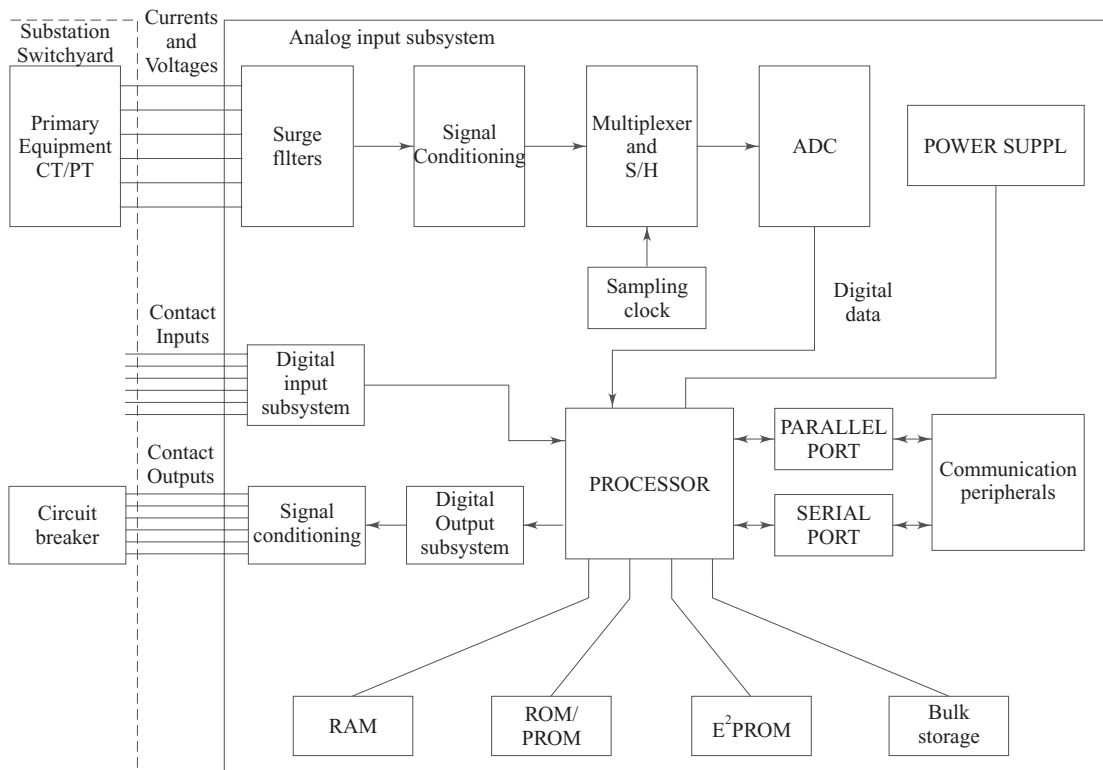 Substation
Switchyard
Currents
and
Voltages
Analog input subsystem
Primary
Equipment
CT/PT
Surge
fllters
Signal
Conditioning
Multiplexer
and
S/H
ADC
POWER SUPPL
Sampling
clock
Digital
data
Contact
Inputs
Digital
input
subsystem
Contact
Outputs
Circuit
breaker
Signal
conditioning
Digital
Output
subsystem
PROCESSOR
PARALLEL
PORT
SERIAL
PORT
Communication
peripherals
RAM
ROM/
PROM
E²PROM
Bulk
storage